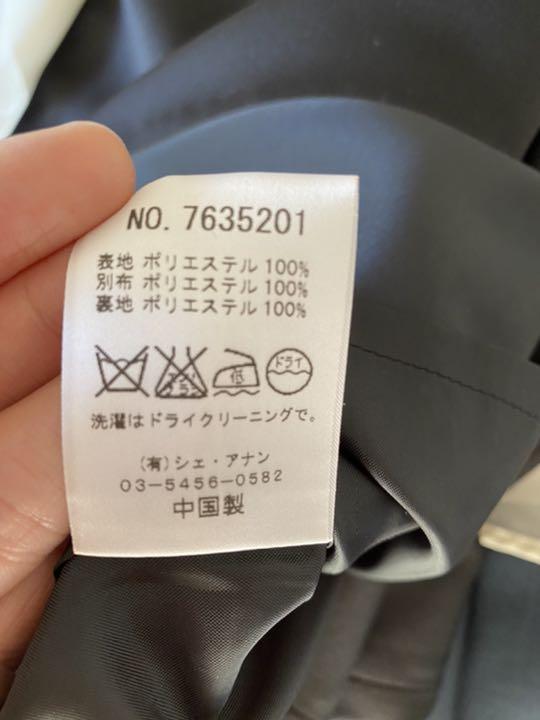 NO. 7635201
表地 ポリエステル 100%
別布 ポリエステル 100%
裏地 ポリエステル 100%
低 ドライ
洗濯はドライクリーニングで。
(有)シェ・アナン
03-5456-0582
中国製